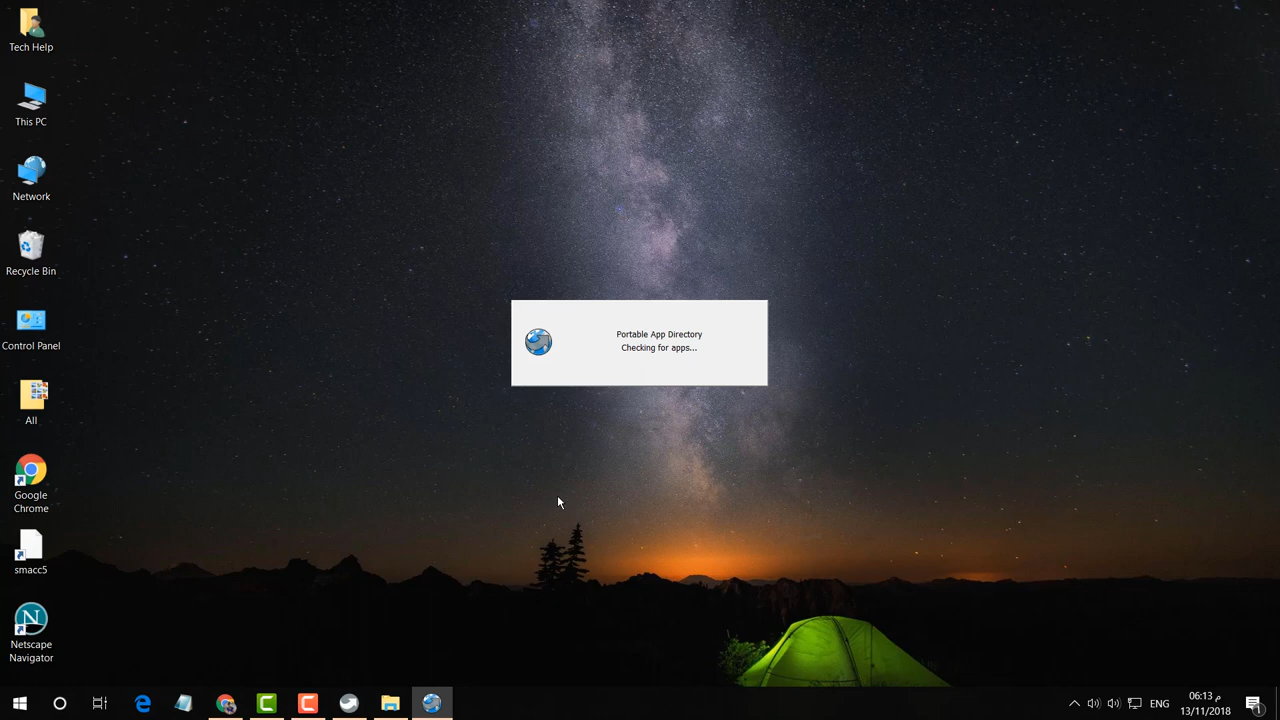 Tech Help
This PC
Network
Recycle Bin
Control Panel
All
Google
Chrome
smacc5
Netscape
Navigator
Portable App Directory
Checking for apps...
ENG
06:13 م
13/11/2018
1